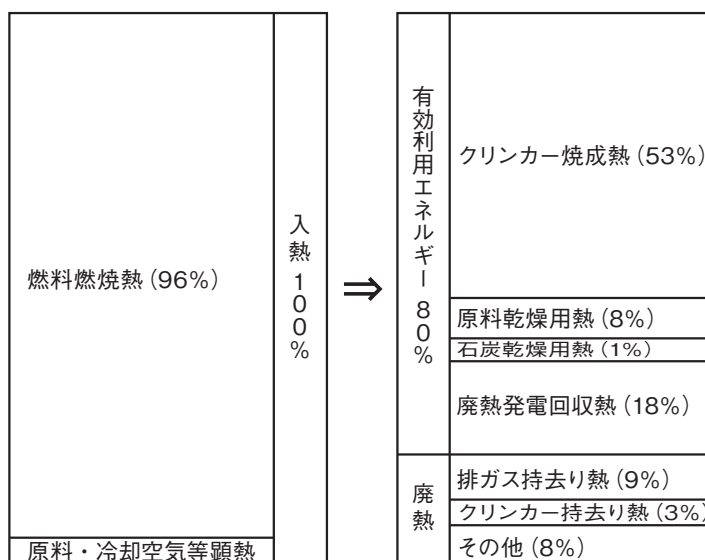 燃料燃焼熱（96%）
原料・冷却空気等顕熱
入熱100%
⇒
有効利用エネルギー80%
クリンカー焼成熱（53%）
原料乾燥用熱（8%）
石炭乾燥用熱（1%）
廃熱発電回収熱（18%）
廃熱
排ガス持去り熱（9%）
クリンカー持去り熱（3%）
その他（8%）